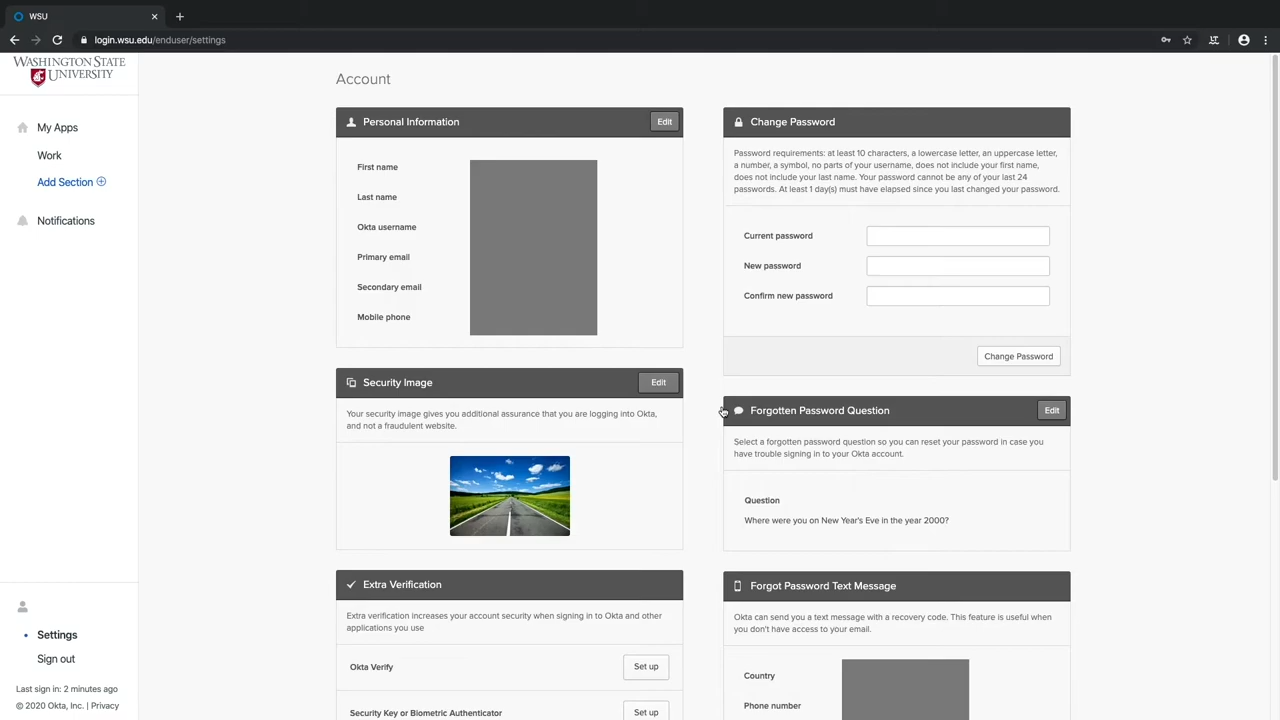 WSU
login.wsu.edu/enduser/settings
WASHINGTON STATE
UNIVERSITY
My Apps
Work
Add Section
Notifications
Settings
Sign out
Last sign in: 2 minutes ago
© 2020 Okta, Inc. | Privacy
Account
Personal Information
Edit
First name
Last name
Okta username
Primary email
Secondary email
Mobile phone
Security Image
Edit
Your security image gives you additional assurance that you are logging into Okta,
and not a fraudulent website.
Extra Verification
Extra verification increases your account security when signing in to Okta and other
applications you use
Okta Verify
Set up
Security Key or Biometric Authenticator
Set up
Change Password
Password requirements: at least 10 characters, a lowercase letter, an uppercase letter,
a number, a symbol, no parts of your username, does not include your first name,
does not include your last name. Your password cannot be any of your last 24
passwords. At least 1 day(s) must have elapsed since you last changed your password.
Current password
New password
Confirm new password
Change Password
Forgotten Password Question
Edit
Select a forgotten password question so you can reset your password in case you
have trouble signing in to your Okta account.
Question
Where were you on New Year's Eve in the year 2000?
Forgot Password Text Message
Okta can send you a text message with a recovery code. This feature is useful when
you don't have access to your email.
Country
Phone number